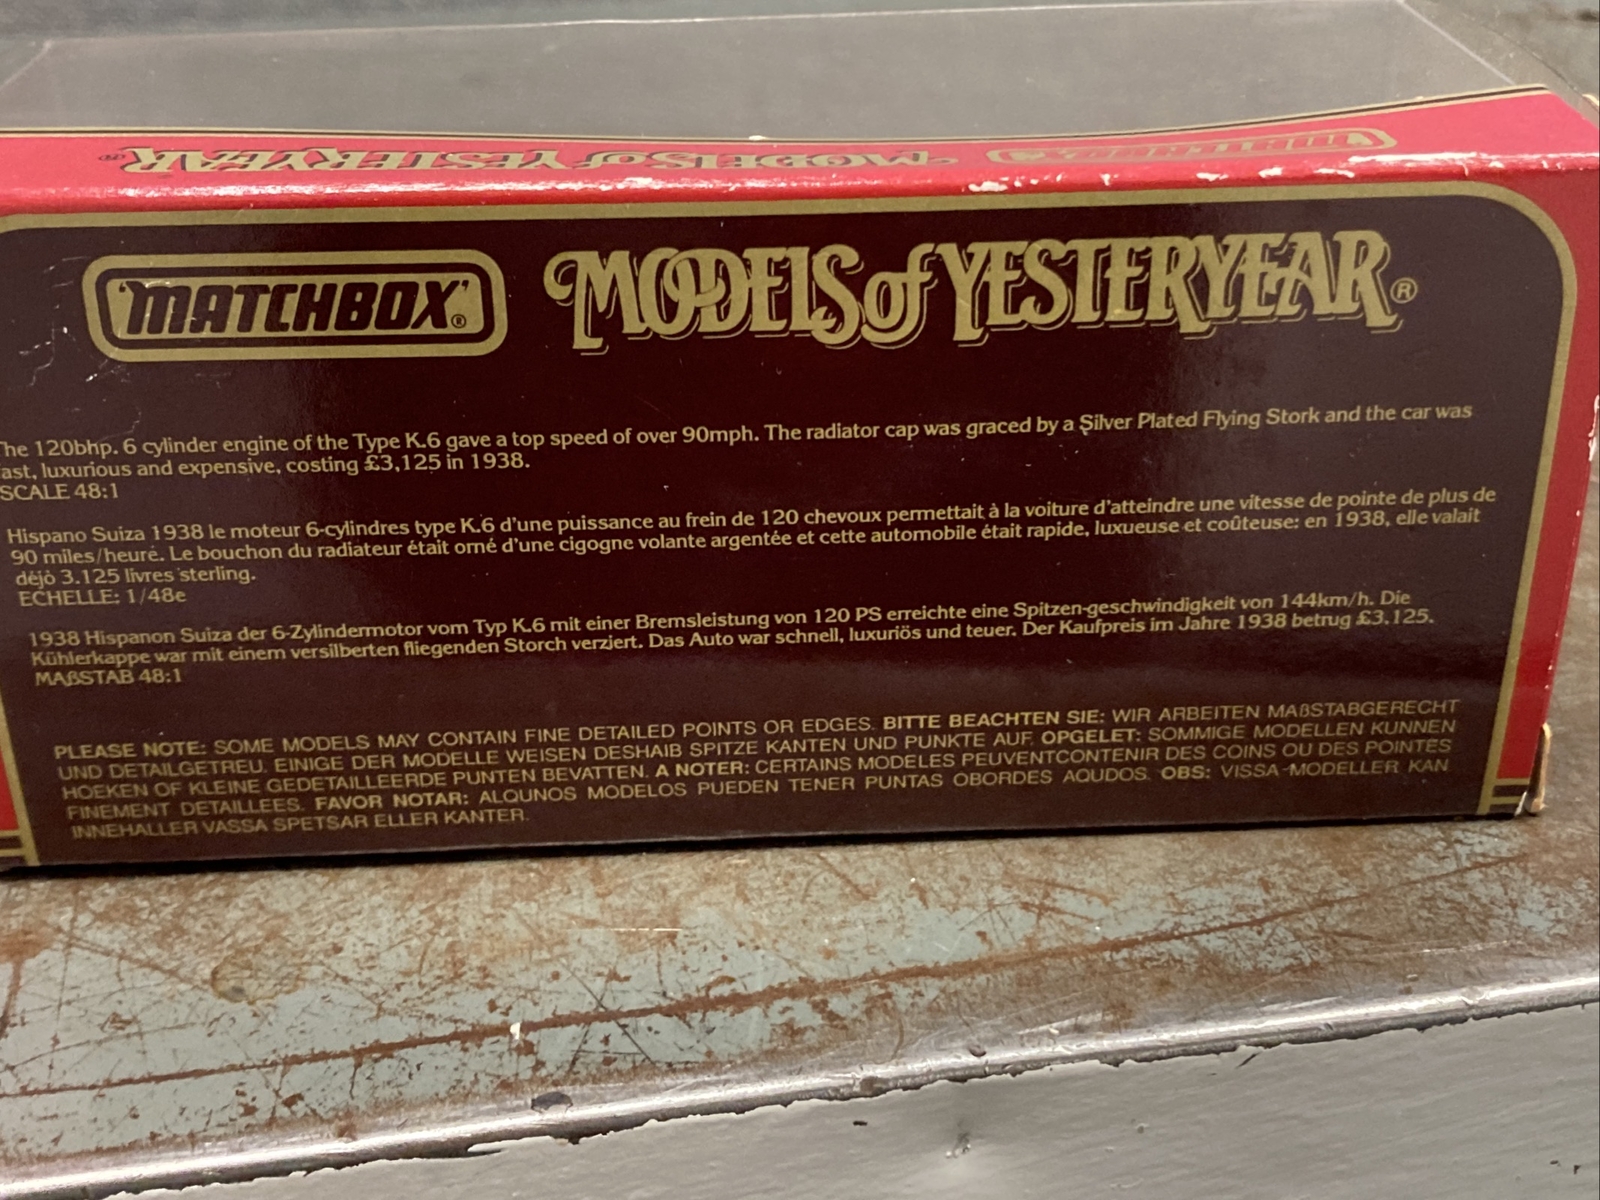 MODELS of YESTERYEAR® MATCHBOX
'MATCHBOX'® MODELS of YESTERYEAR®
The 120bhp. 6 cylinder engine of the Type K.6 gave a top speed of over 90mph. The radiator cap was graced by a Silver Plated Flying Stork and the car was
fast, luxurious and expensive, costing £3,125 in 1938.
SCALE 48:1
Hispano Suiza 1938 le moteur 6-cylindres type K.6 d'une puissance au frein de 120 chevoux permettait à la voiture d'atteindre une vitesse de pointe de plus de
90 miles/heure. Le bouchon du radiateur était orné d'une cigogne volante argentée et cette automobile était rapide, luxueuse et coûteuse: en 1938, elle valait
déjò 3.125 livres sterling.
ECHELLE: 1/48e
1938 Hispanon Suiza der 6-Zylindermotor vom Typ K.6 mit einer Bremsleistung von 120 PS erreichte eine Spitzen-geschwindigkeit von 144km/h. Die
Kühlerkappe war mit einem versilberten fliegenden Storch verziert. Das Auto war schnell, luxuriös und teuer. Der Kaufpreis im Jahre 1938 betrug £3.125.
MAßSTAB 48:1
PLEASE NOTE: SOME MODELS MAY CONTAIN FINE DETAILED POINTS OR EDGES. BITTE BEACHTEN SIE: WIR ARBEITEN MAßSTABGERECHT
UND DETAILGETREU. EINIGE DER MODELLE WEISEN DESHAIB SPITZE KANTEN UND PUNKTE AUF. OPGELET: SOMMIGE MODELLEN KUNNEN
HOEKEN OF KLEINE GEDETAILLEERDE PUNTEN BEVATTEN. A NOTER: CERTAINS MODELES PEUVENTCONTENIR DES COINS OU DES POINTES
FINEMENT DETAILLEES. FAVOR NOTAR: ALQUNOS MODELOS PUEDEN TENER PUNTAS OBORDES AQUDOS. OBS: VISSA-MODELLER KAN
INNEHALLER VASSA SPETSAR ELLER KANTER.